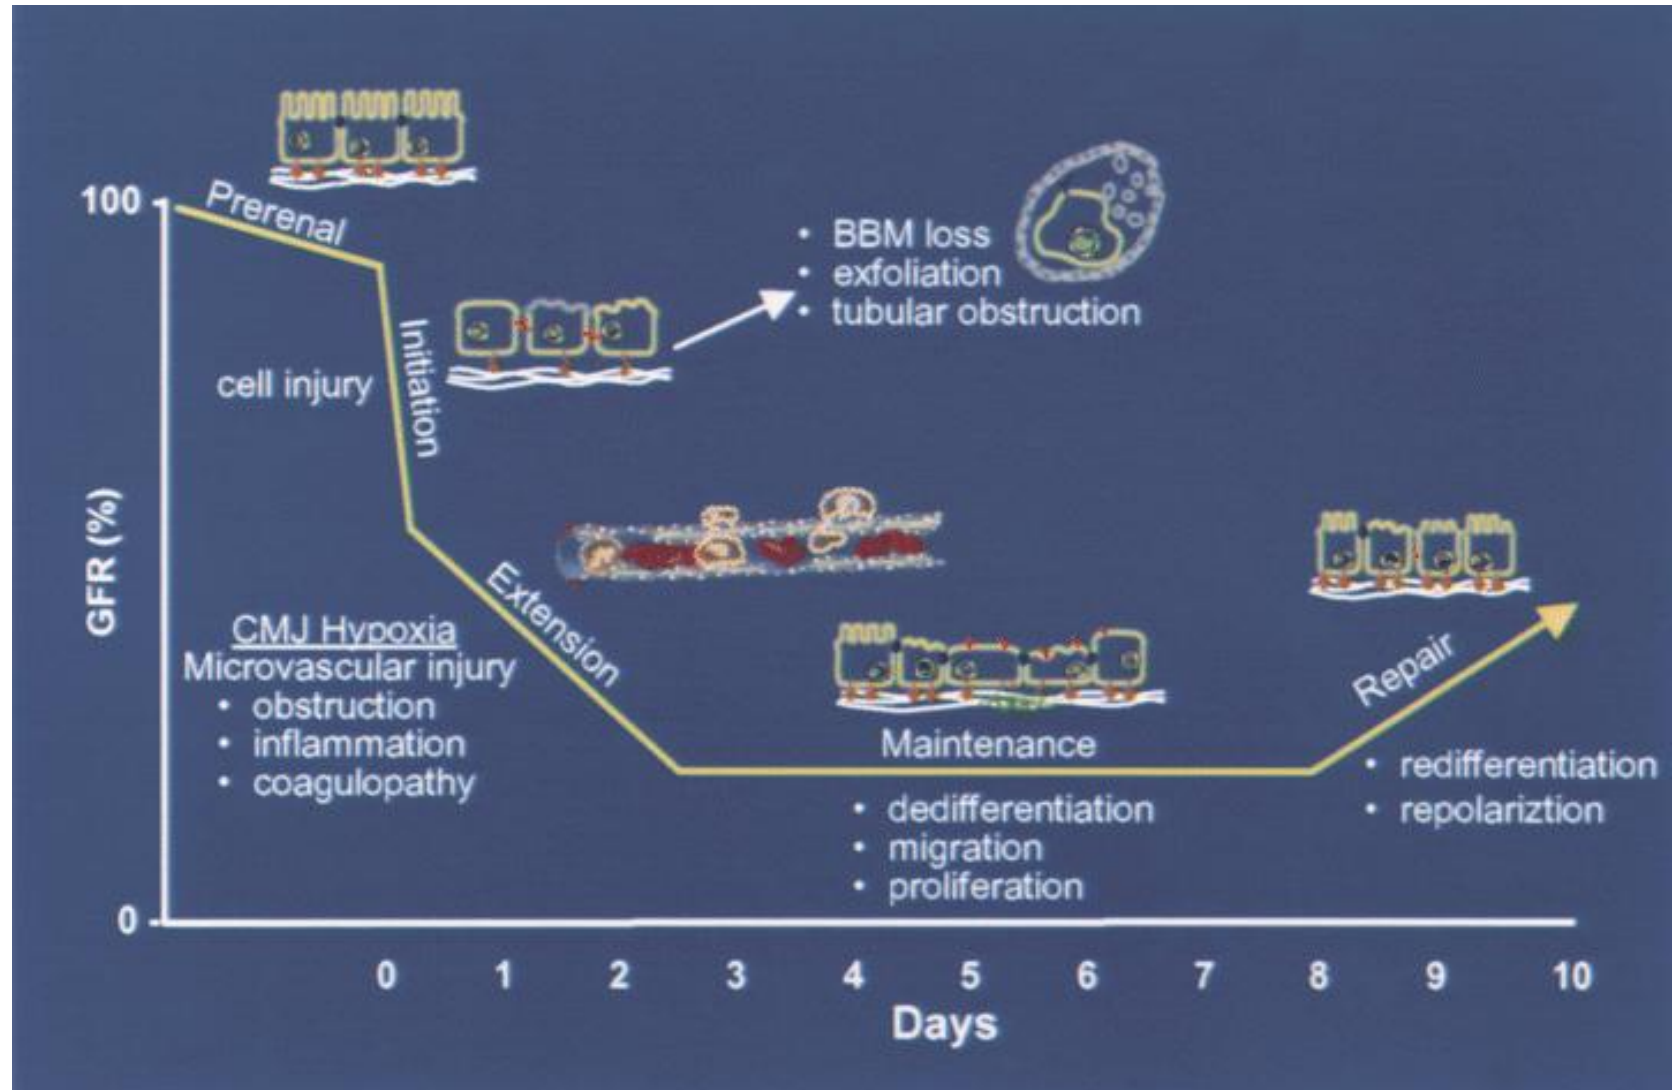 100
Prerenal
• BBM loss
• exfoliation
• tubular obstruction
Initiation
cell injury
GFR (%)
Extension
CMJ Hypoxia
Microvascular injury
• obstruction
• inflammation
• coagulopathy
Maintenance
• dedifferentiation
• migration
• proliferation
Repair
• redifferentiation
• repolariztion
0
0 1 2 3 4 5 6 7 8 9 10
Days